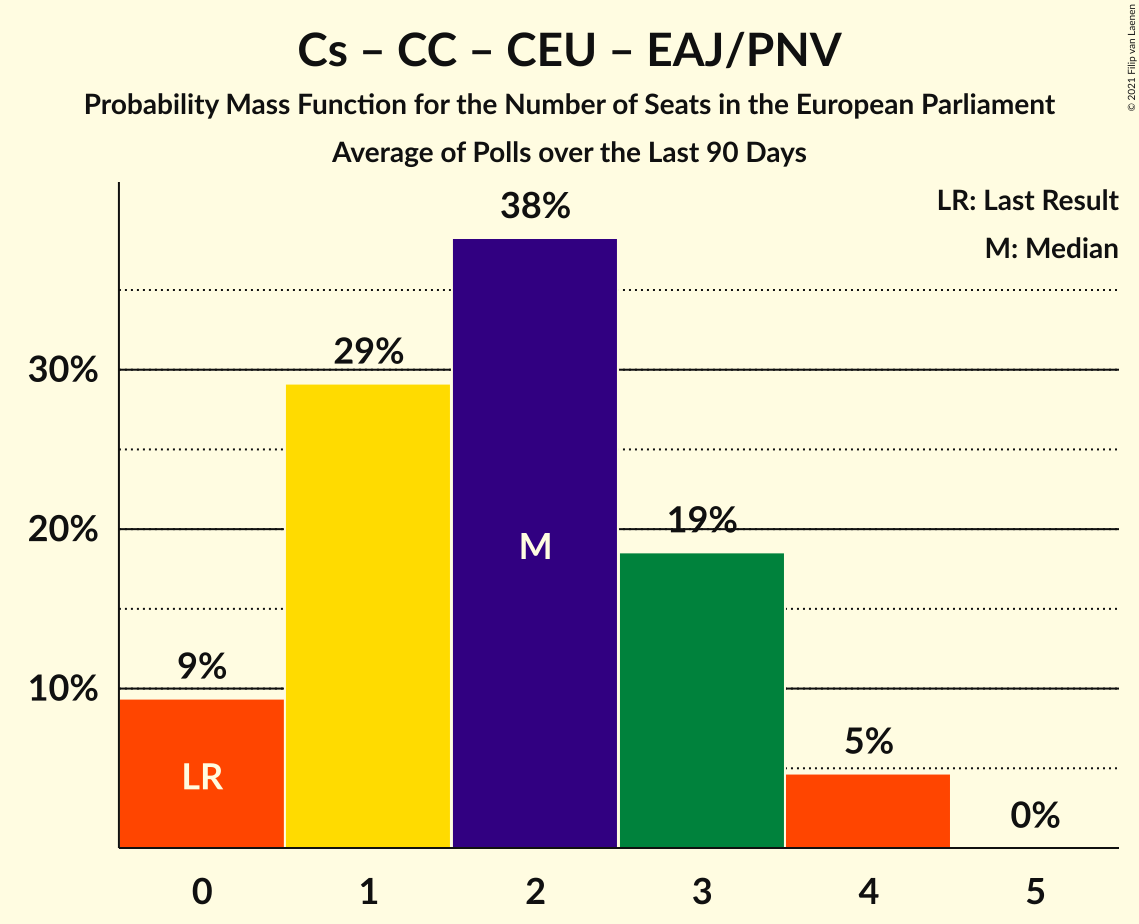 Cs – CC – CEU – EAJ/PNV
Probability Mass Function for the Number of Seats in the European Parliament
Average of Polls over the Last 90 Days
© 2021 Filip van Laenen
LR: Last Result
M: Median
38%
29%
30%
19%
20%
M
9%
10%
5%
LR
0%
0 1 2 3 4 5